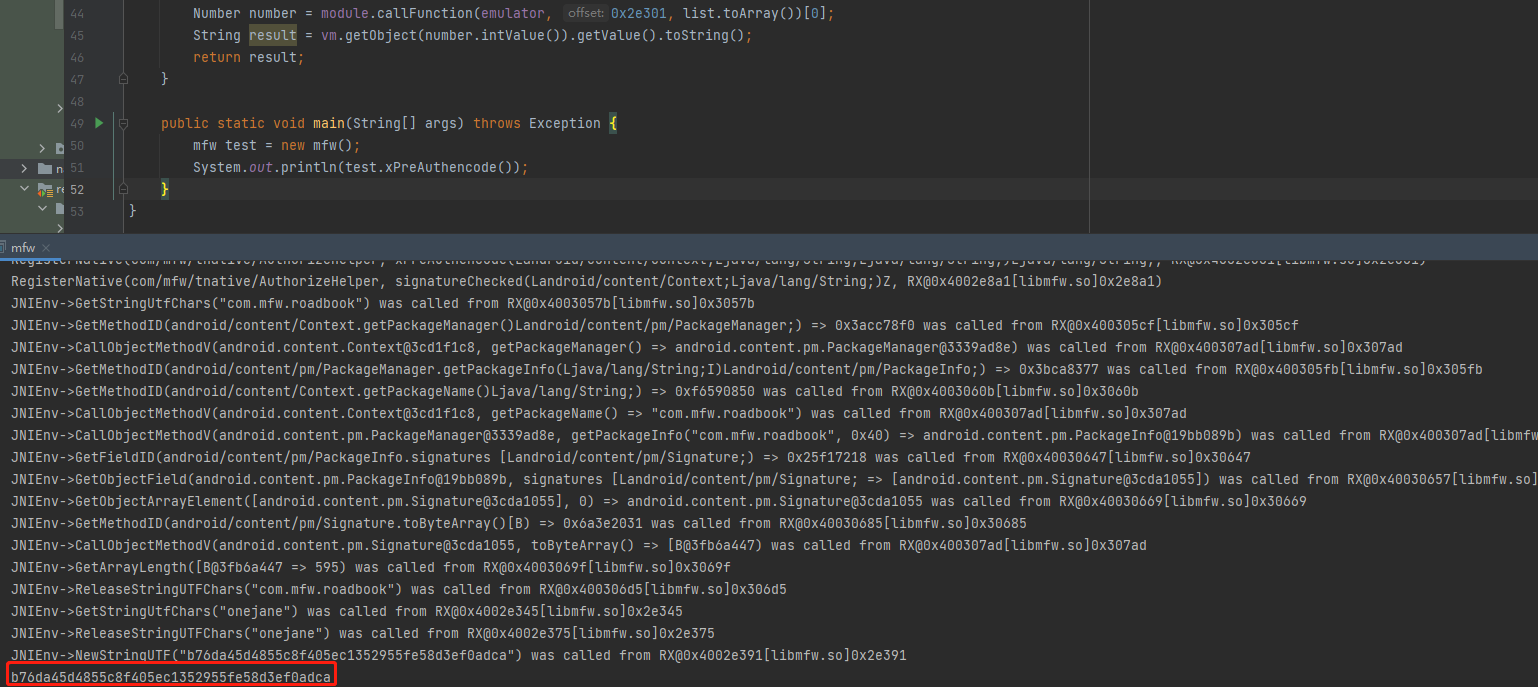 44 Number number = module.callFunction(emulator, offset: 0x2e301, list.toArray())[0];
45 String result = vm.getObject(number.intValue()).getValue().toString();
46 return result;
47 }
48
49 public static void main(String[] args) throws Exception {
50 mfw test = new mfw();
51 System.out.println(test.xPreAuthencode());
52 }
53 }
mfw ×
RegisterNative(com/mfw/tnative/AuthorizeHelper, signatureChecked(Landroid/content/Context;Ljava/lang/String;)Z, RX@0x4002e8a1[libmfw.so]0x2e8a1)
JNIEnv->GetStringUtfChars("com.mfw.roadbook") was called from RX@0x4003057b[libmfw.so]0x3057b
JNIEnv->GetMethodID(android/content/Context.getPackageManager()Landroid/content/pm/PackageManager;) => 0x3acc78f0 was called from RX@0x400305cf[libmfw.so]0x305cf
JNIEnv->CallObjectMethodV(android.content.Context@3cd1f1c8, getPackageManager() => android.content.pm.PackageManager@3339ad8e) was called from RX@0x400307ad[libmfw.so]0x307ad
JNIEnv->GetMethodID(android/content/pm/PackageManager.getPackageInfo(Ljava/lang/String;I)Landroid/content/pm/PackageInfo;) => 0x3bca8377 was called from RX@0x400305fb[libmfw.so]0x305fb
JNIEnv->GetMethodID(android/content/Context.getPackageName()Ljava/lang/String;) => 0xf6590850 was called from RX@0x4003060b[libmfw.so]0x3060b
JNIEnv->CallObjectMethodV(android.content.Context@3cd1f1c8, getPackageName() => "com.mfw.roadbook") was called from RX@0x400307ad[libmfw.so]0x307ad
JNIEnv->CallObjectMethodV(android.content.pm.PackageManager@3339ad8e, getPackageInfo("com.mfw.roadbook", 0x40) => android.content.pm.PackageInfo@19bb089b) was called from RX@0x400307ad[libmfw
JNIEnv->GetFieldID(android/content/pm/PackageInfo.signatures [Landroid/content/pm/Signature;) => 0x25f17218 was called from RX@0x40030647[libmfw.so]0x30647
JNIEnv->GetObjectField(android.content.pm.PackageInfo@19bb089b, signatures [Landroid/content/pm/Signature; => [android.content.pm.Signature@3cda1055]) was called from RX@0x40030657[libmfw.so]
JNIEnv->GetObjectArrayElement([android.content.pm.Signature@3cda1055], 0) => android.content.pm.Signature@3cda1055 was called from RX@0x40030669[libmfw.so]0x30669
JNIEnv->GetMethodID(android/content/pm/Signature.toByteArray()[B) => 0x6a3e2031 was called from RX@0x40030685[libmfw.so]0x30685
JNIEnv->CallObjectMethodV(android.content.pm.Signature@3cda1055, toByteArray() => [B@3fb6a447) was called from RX@0x400307ad[libmfw.so]0x307ad
JNIEnv->GetArrayLength([B@3fb6a447 => 595) was called from RX@0x4003069f[libmfw.so]0x3069f
JNIEnv->ReleaseStringUTFChars("com.mfw.roadbook") was called from RX@0x400306d5[libmfw.so]0x306d5
JNIEnv->GetStringUtfChars("onejane") was called from RX@0x4002e345[libmfw.so]0x2e345
JNIEnv->ReleaseStringUTFChars("onejane") was called from RX@0x4002e375[libmfw.so]0x2e375
JNIEnv->NewStringUTF("b76da45d4855c8f405ec1352955fe58d3ef0adca") was called from RX@0x4002e391[libmfw.so]0x2e391
b76da45d4855c8f405ec1352955fe58d3ef0adca